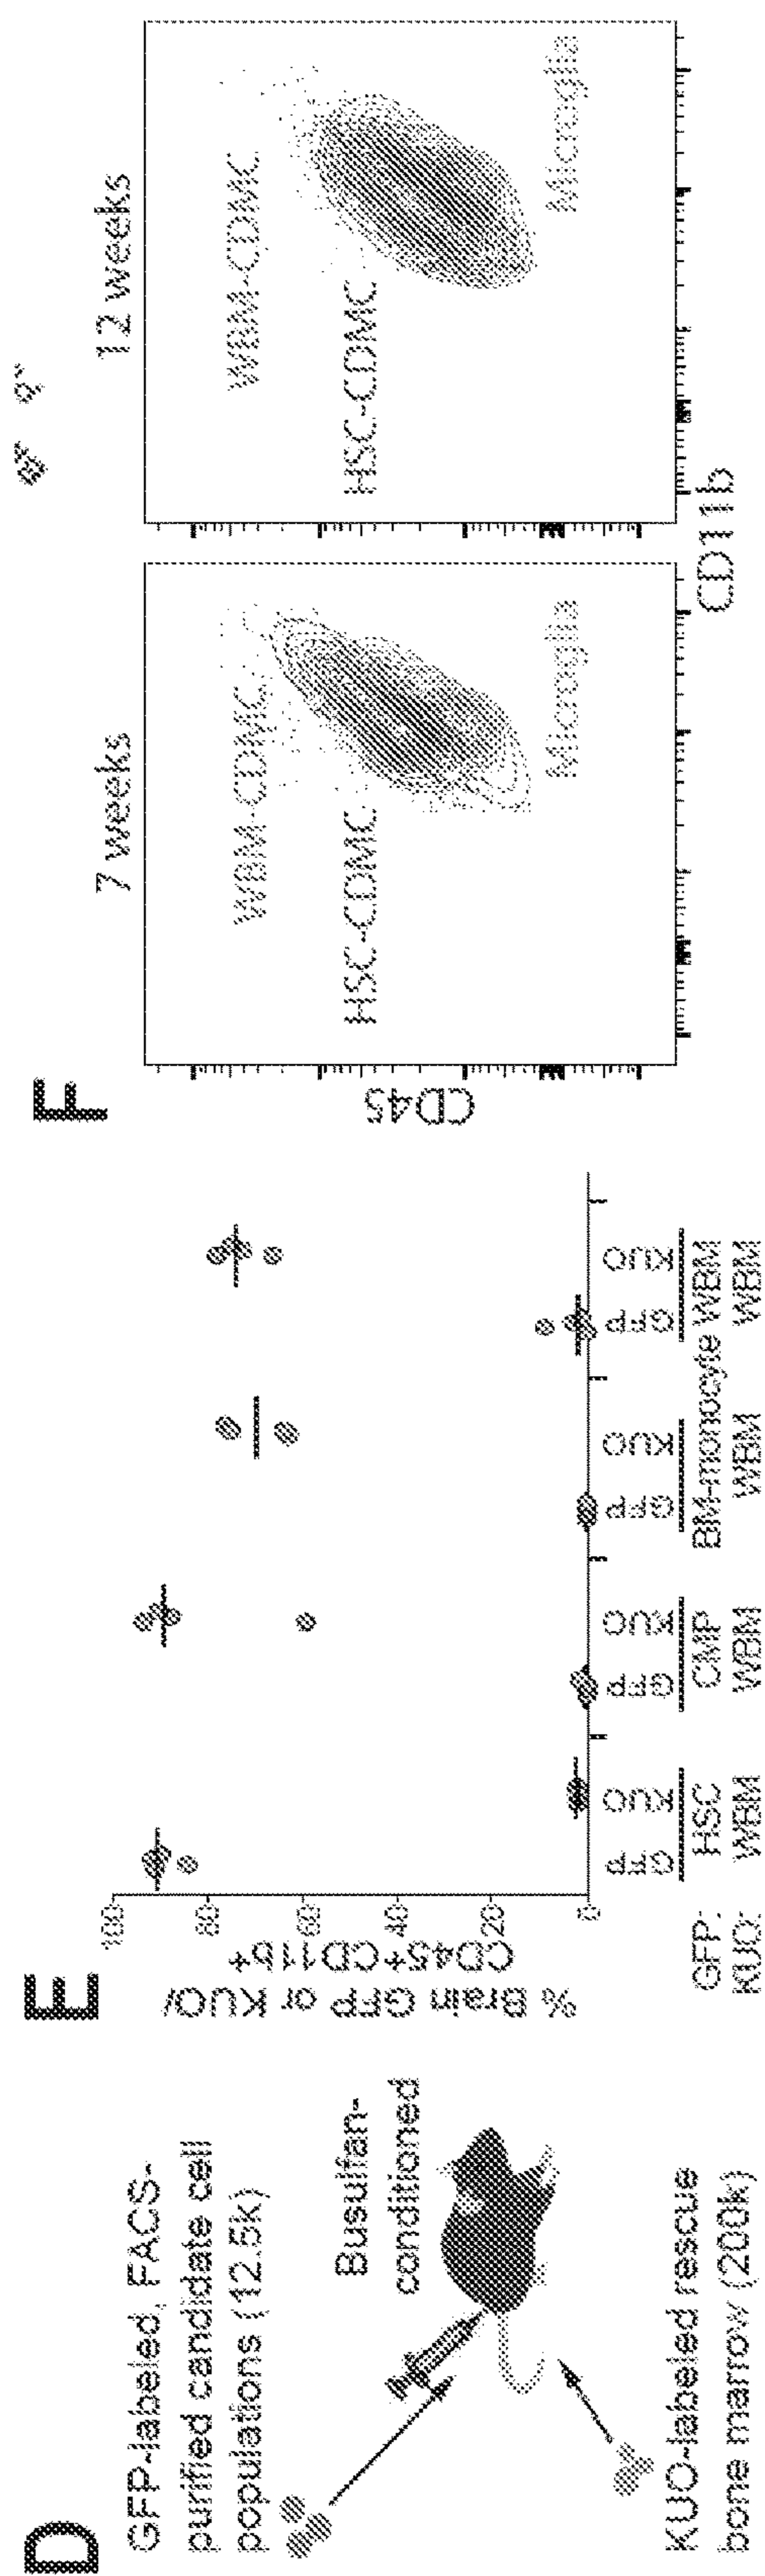 D
GFP-labeled, FACS-
purified candidate cell
populations (12.5k)
Busulfan-
conditioned
KUO-labeled rescue
bone marrow (200k)
E
% Brain GFP or KUO/
CD45+CD11b+
100
80
60
40
20
0
GFP KUO GFP KUO GFP KUO GFP KUO
GFP: HSC CMP BM-monocyte WBM
KUO: WBM WBM WBM WBM
F
7 weeks
12 weeks
CD45
WBM-CDMC
HSC-CDMC
Microglia
WBM-CDMC
HSC-CDMC
Microglia
CD11b